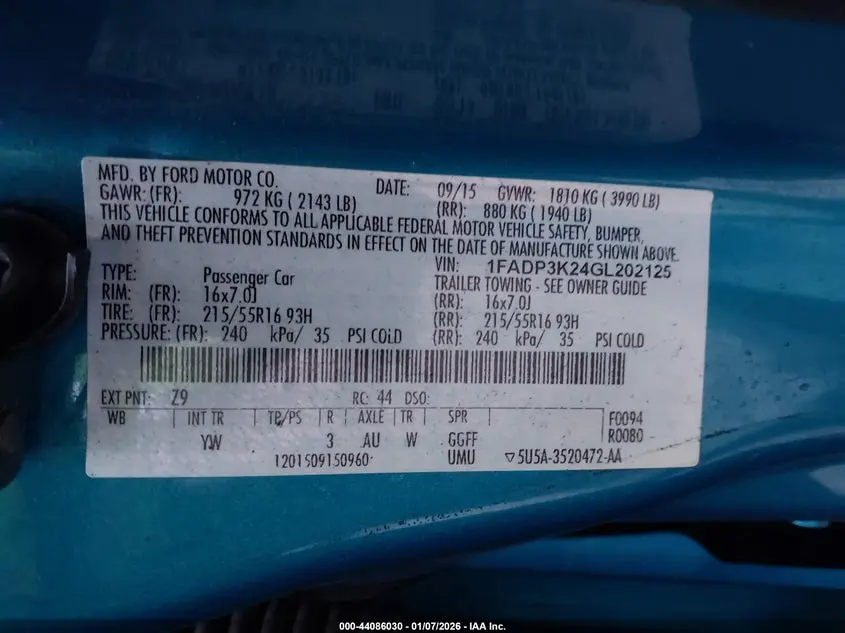 MFD. BY FORD MOTOR CO. DATE: 09/15 GVWR: 1810 KG ( 3990 LB)
GAWR: (FR): 972 KG ( 2143 LB) (RR): 880 KG ( 1940 LB)
THIS VEHICLE CONFORMS TO ALL APPLICABLE FEDERAL MOTOR VEHICLE SAFETY, BUMPER,
AND THEFT PREVENTION STANDARDS IN EFFECT ON THE DATE OF MANUFACTURE SHOWN ABOVE.
VIN: 1FADP3K24GL202125
TYPE: Passenger Car TRAILER TOWING - SEE OWNER GUIDE
RIM: (FR): 16x7.0J (RR): 16x7.0J
TIRE: (FR): 215/55R16 93H (RR): 215/55R16 93H
PRESSURE: (FR): 240 kPa/ 35 PSI COLD (RR): 240 kPa/ 35 PSI COLD
EXT PNT: Z9 RC: 44 DSO:
WB INT TR TP/PS R AXLE TR SPR F0094
YW 3 AU W GGFF R0080
1201509150960 UMU ▽5U5A-3520472-AA
000-44086030 - 01/07/2026 - IAA Inc.